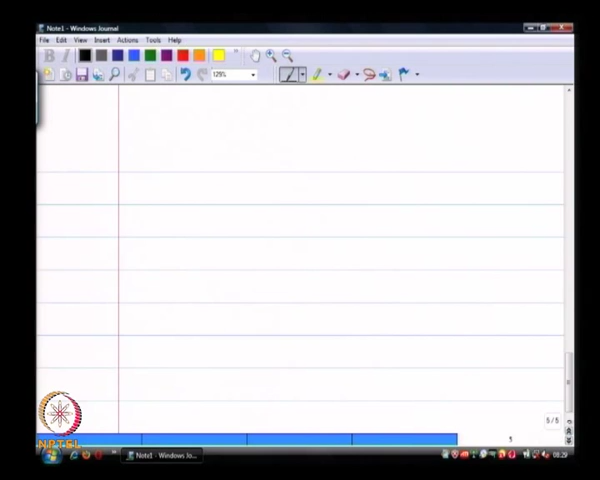 Note1 - Windows Journal
File Edit View Insert Actions Tools Help
B I
125%
5/5
5
NPTEL
Note1 - Windows Jo...
08:29